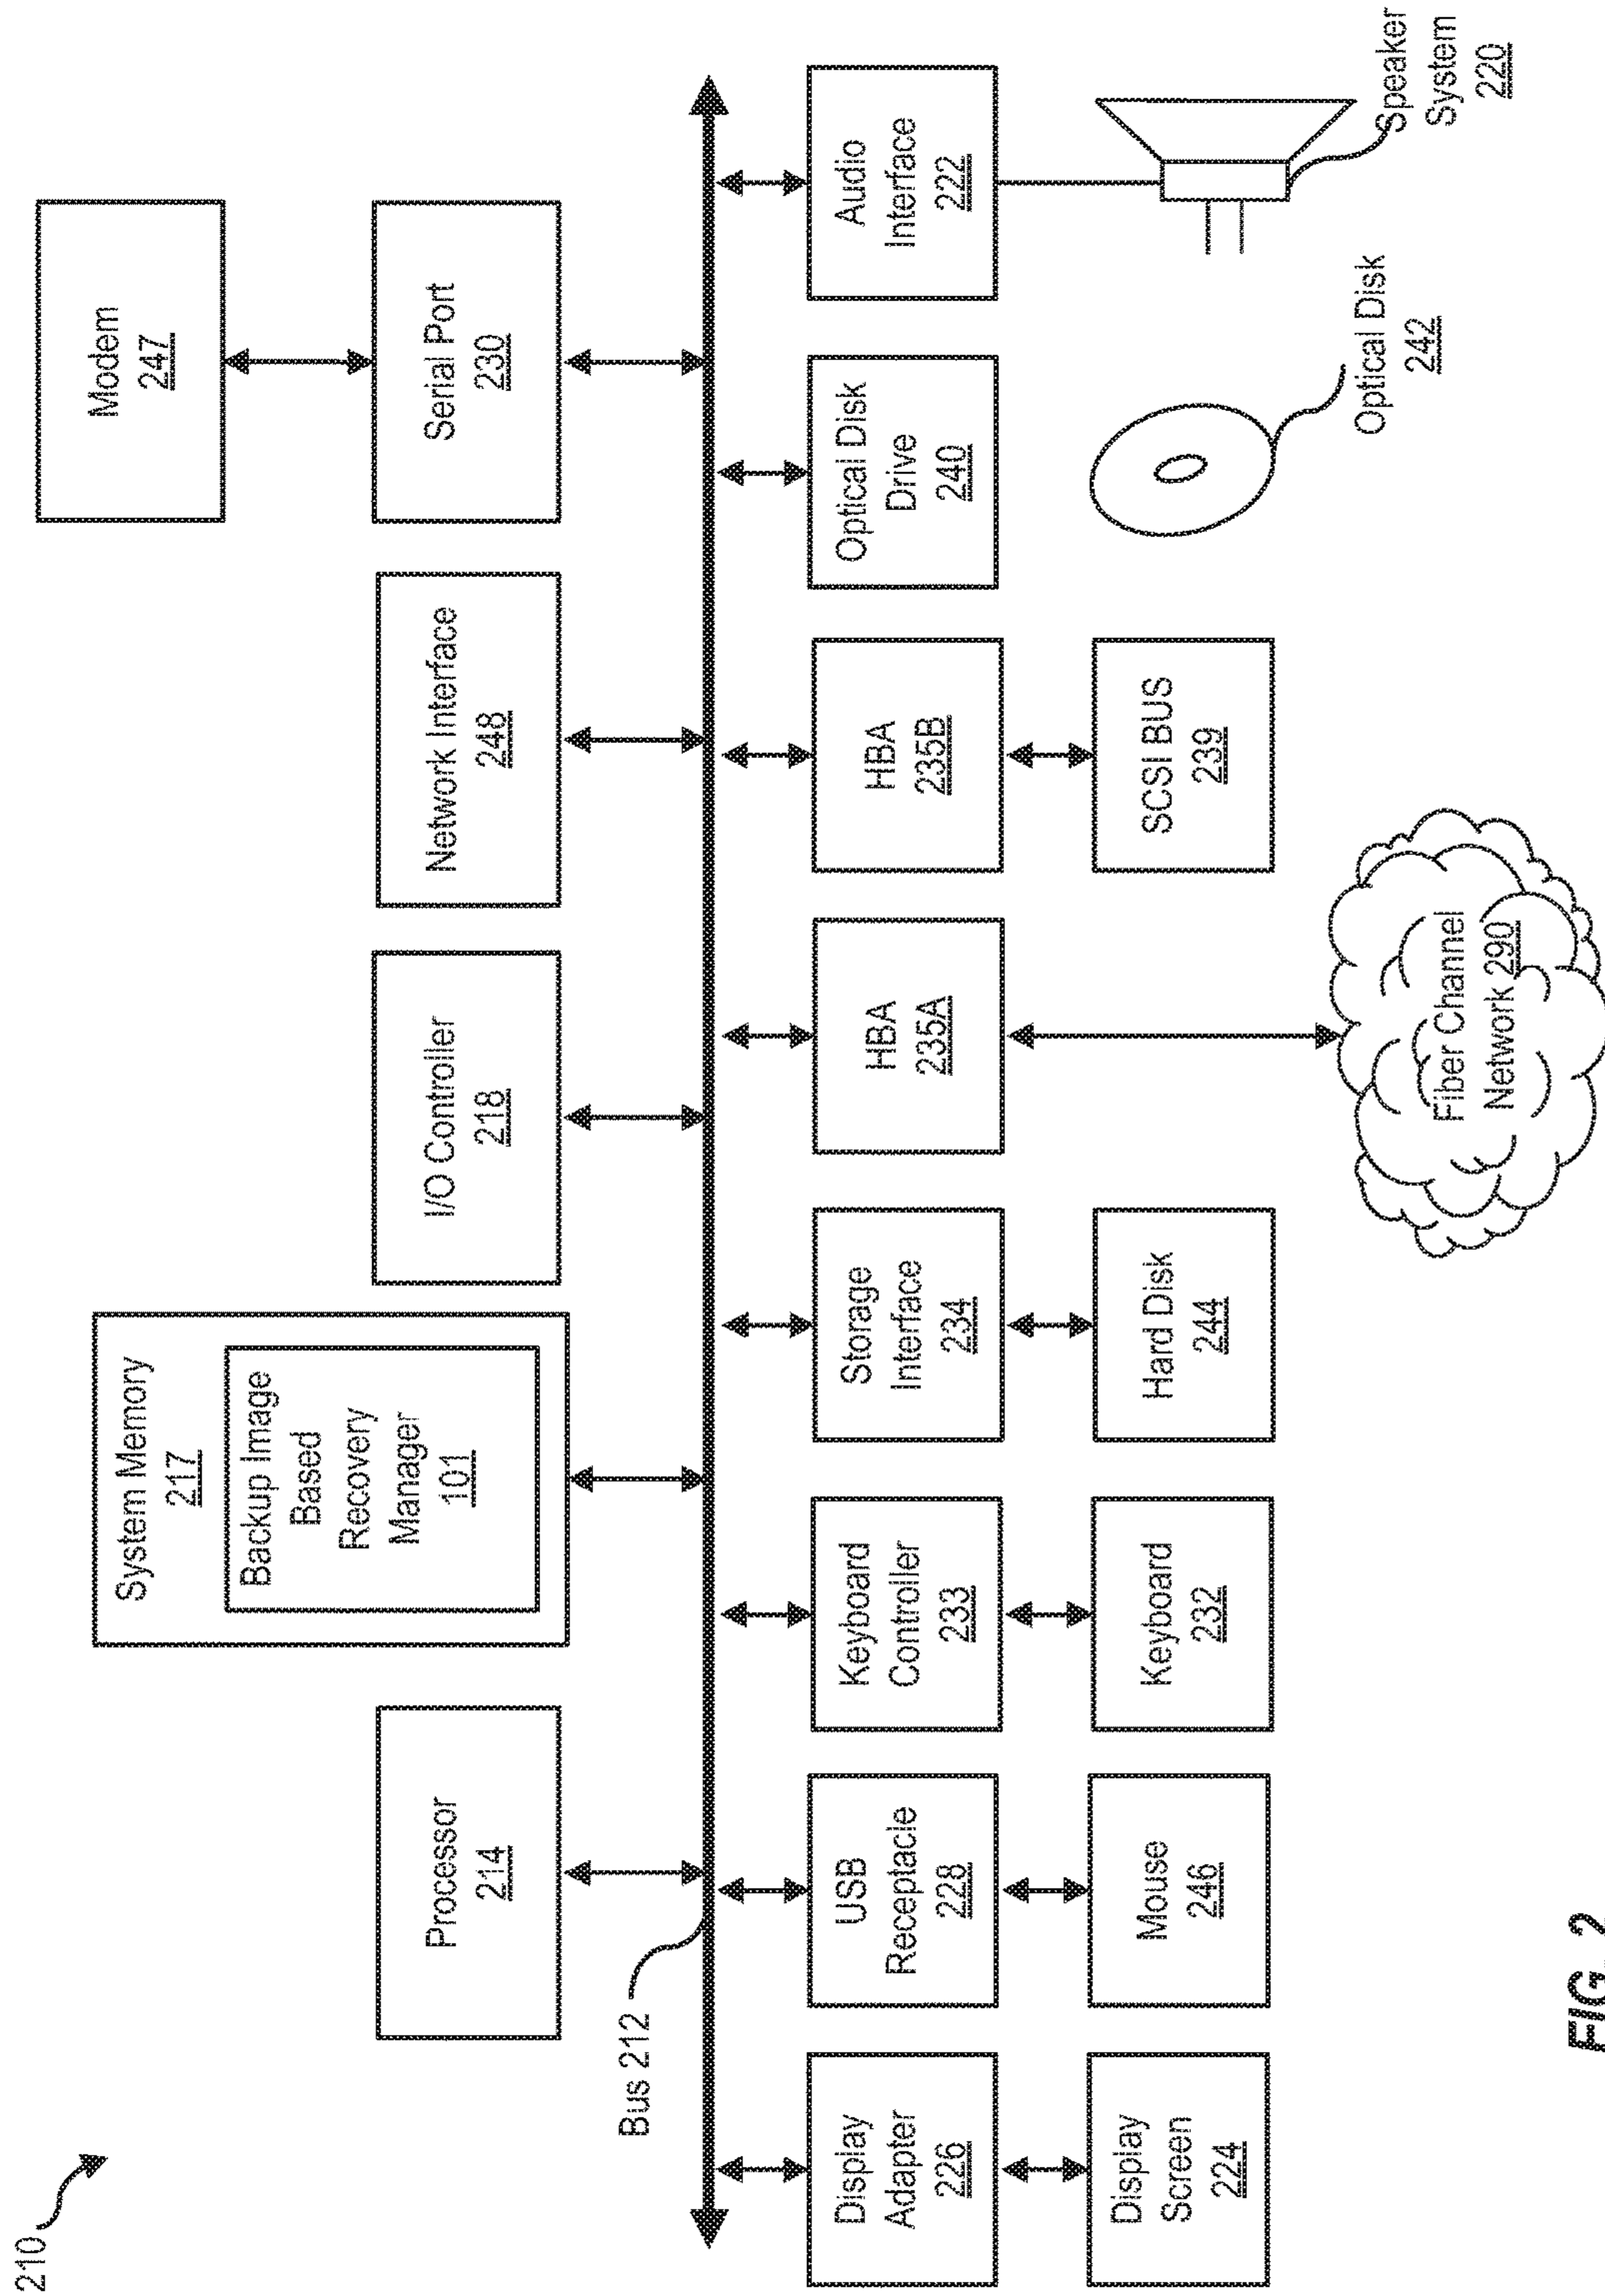 210
Processor
214
System Memory
217
Backup Image
Based
Recovery
Manager
101
I/O Controller
218
Network Interface
248
Modem
247
Serial Port
230
Bus 212
Display
Adapter
226
USB
Receptacle
228
Keyboard
Controller
233
Storage
Interface
234
HBA
235A
HBA
235B
Optical Disk
Drive
240
Audio
Interface
222
Display
Screen
224
Mouse
246
Keyboard
232
Hard Disk
244
Fiber Channel
Network 290
SCSI BUS
239
Optical Disk
242
Speaker
System
220
FIG. 2